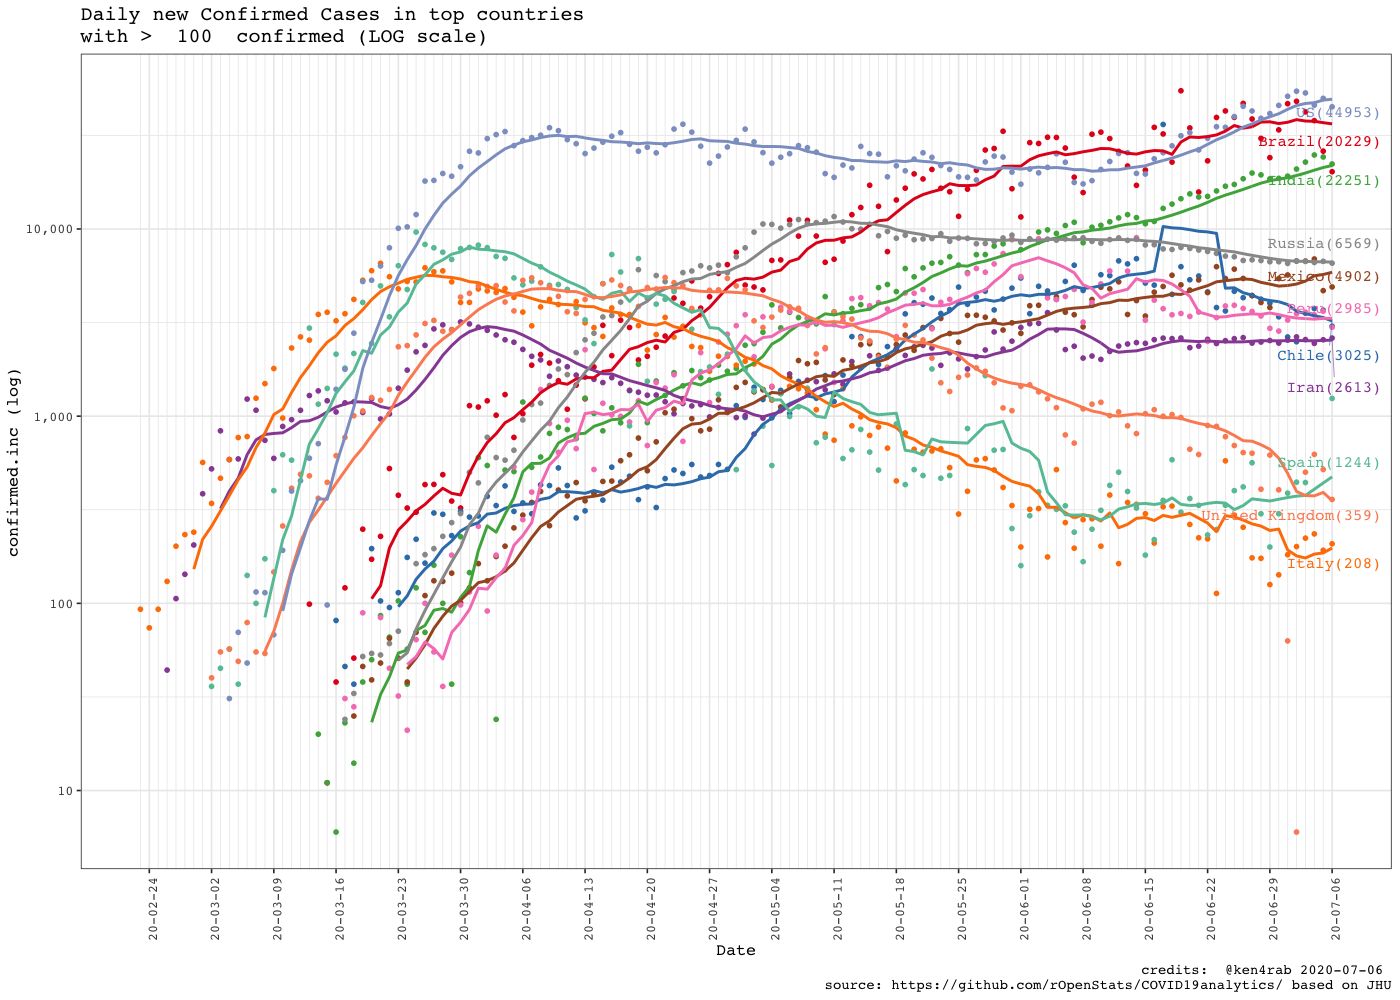 Daily new Confirmed Cases in top countries
with >  100  confirmed (LOG scale)
US(44953)
Brazil(20229)
India(22251)
Russia(6569)
Mexico(4902)
Peru(2985)
Chile(3025)
Iran(2613)
Spain(1244)
United Kingdom(359)
Italy(208)
10,000
1,000
100
10
confirmed.inc (log)
20-02-24
20-03-02
20-03-09
20-03-16
20-03-23
20-03-30
20-04-06
20-04-13
20-04-20
20-04-27
20-05-04
20-05-11
20-05-18
20-05-25
20-06-01
20-06-08
20-06-15
20-06-22
20-06-29
20-07-06
Date
credits:  @ken4rab 2020-07-06
source: https://github.com/rOpenStats/COVID19analytics/ based on JHU